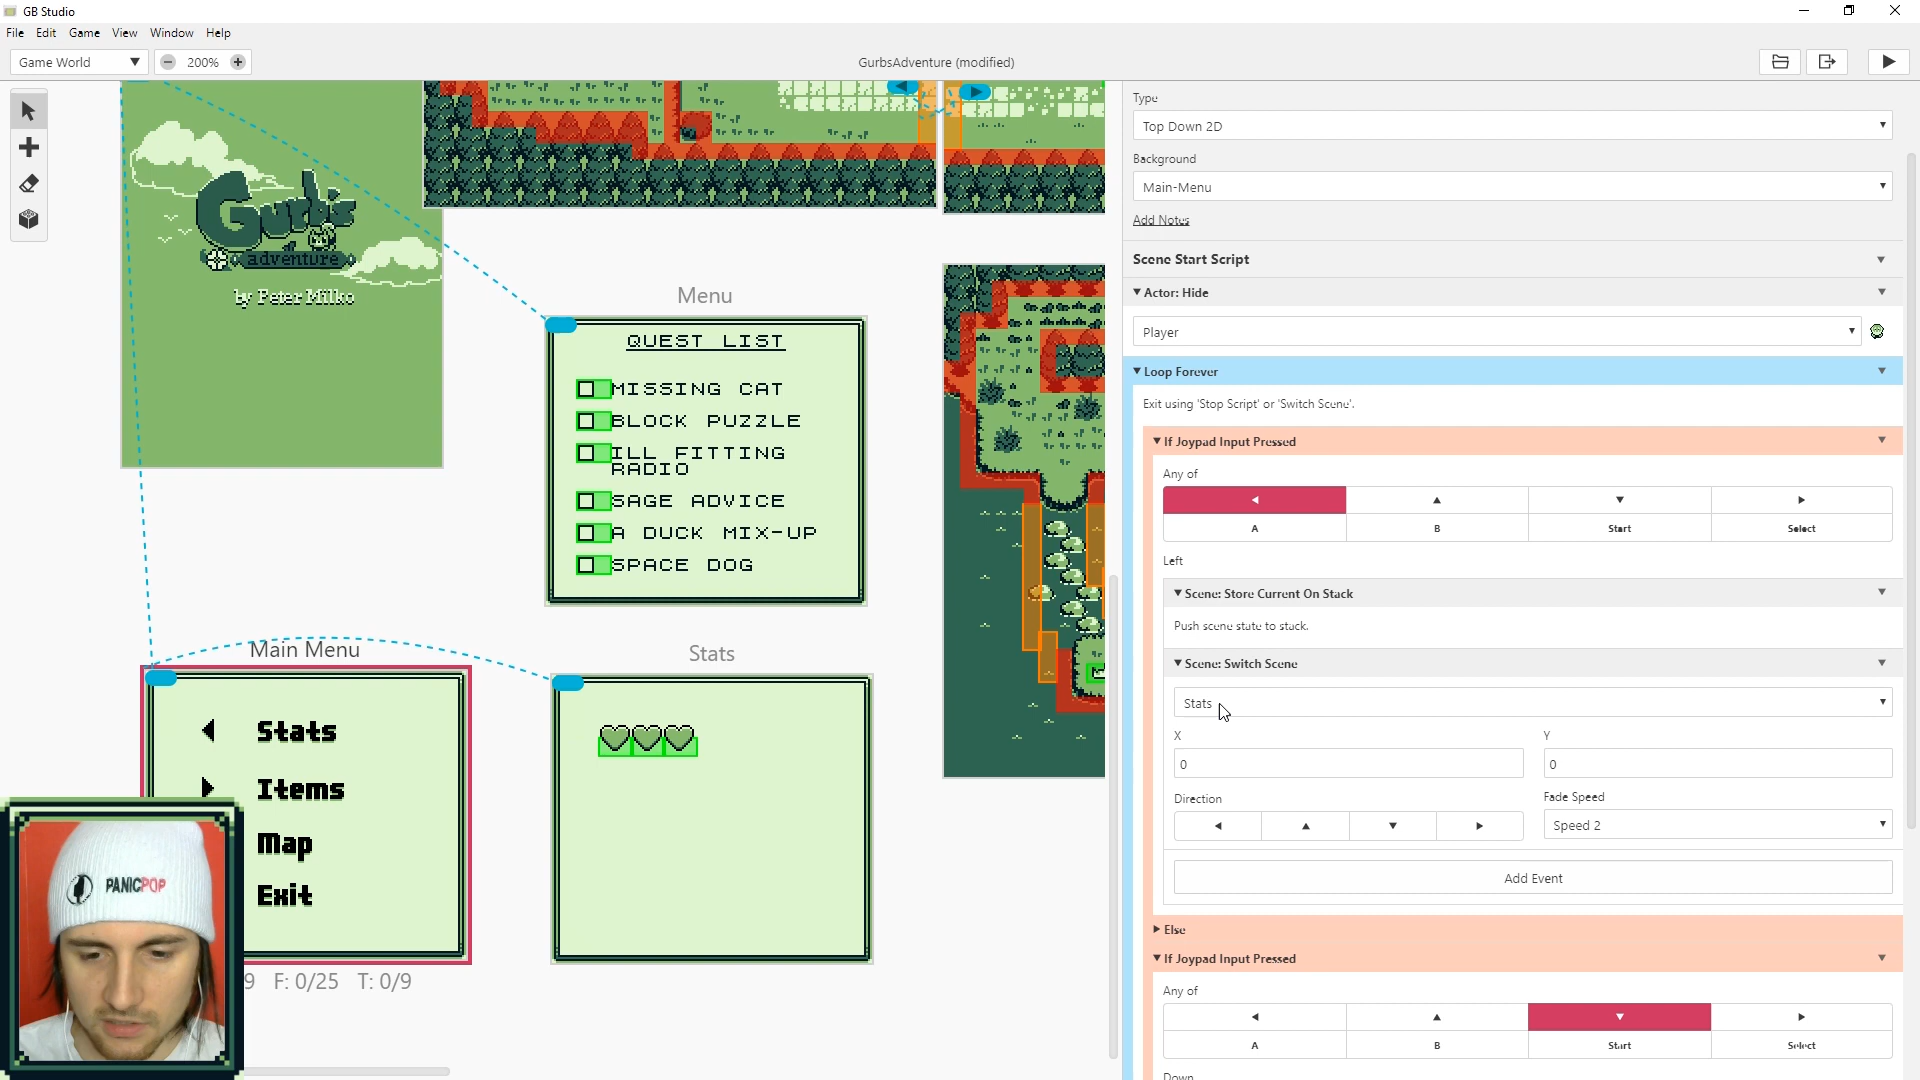 GB Studio
File Edit Game View Window Help
Game World 200% GurbsAdventure (modified)
Gurb's
adventure
by Peter Milko
Menu
QUEST LIST
MISSING CAT
BLOCK PUZZLE
ILL FITTING
RADIO
SAGE ADVICE
A DUCK MIX-UP
SPACE DOG
Main Menu
Stats
Items
Map
Exit
9 F: 0/25 T: 0/9
Stats
PANICPOP
Type
Top Down 2D
Background
Main-Menu
Add Notes
Scene Start Script
Actor: Hide
Player
Loop Forever
Exit using 'Stop Script' or 'Switch Scene'.
If Joypad Input Pressed
Any of
A B Start Select
Left
Scene: Store Current On Stack
Push scene state to stack.
Scene: Switch Scene
Stats
X Y
0 0
Direction Fade Speed
Speed 2
Add Event
Else
If Joypad Input Pressed
Any of
A B Start Select
Down